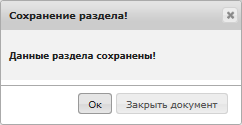 Сохранение раздела!
Данные раздела сохранены!
Ок Закрыть документ